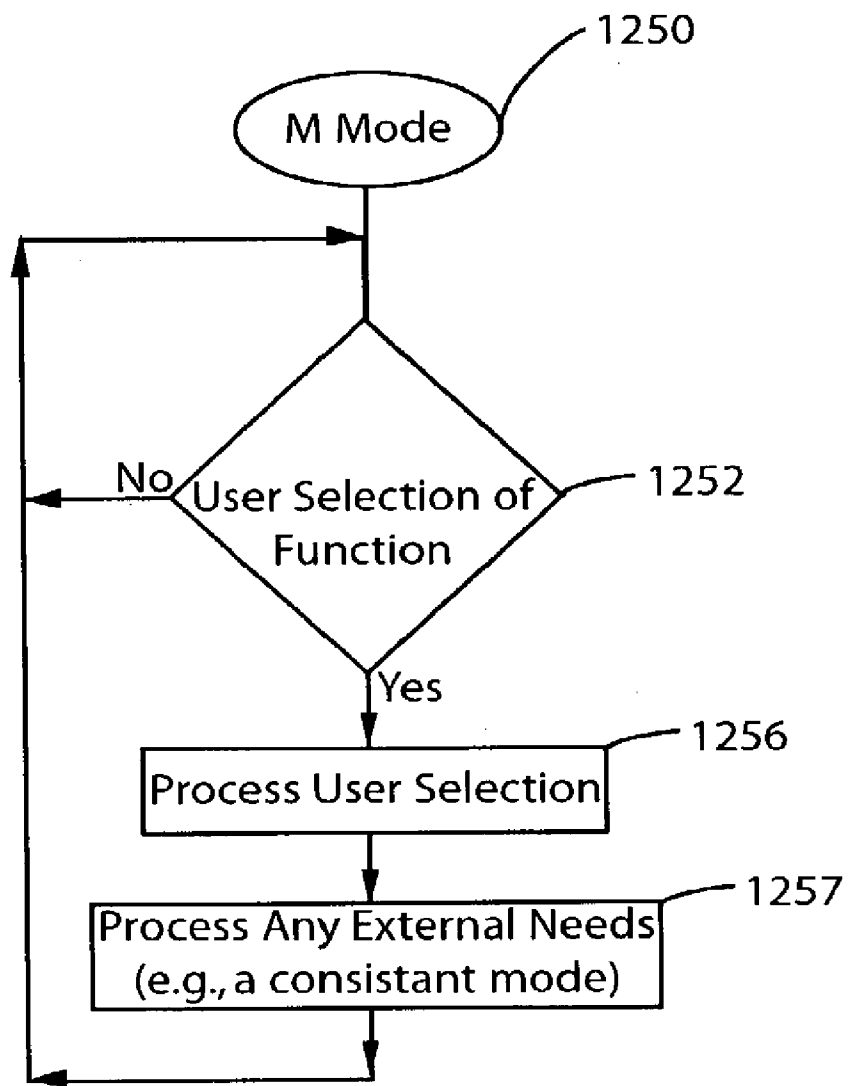 1250
M Mode
No
User Selection of
Function
1252
Yes
1256
Process User Selection
1257
Process Any External Needs
(e.g., a consistant mode)